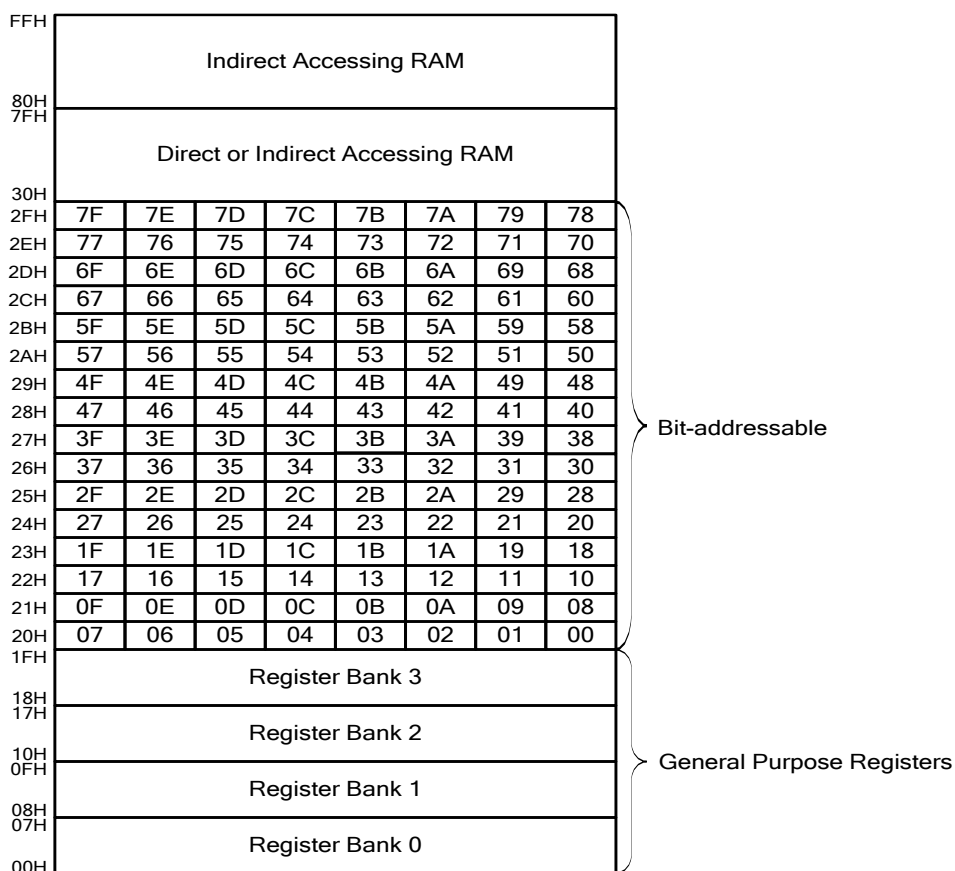 FFH
Indirect Accessing RAM
80H
7FH
Direct or Indirect Accessing RAM
30H
2FH 7F 7E 7D 7C 7B 7A 79 78
2EH 77 76 75 74 73 72 71 70
2DH 6F 6E 6D 6C 6B 6A 69 68
2CH 67 66 65 64 63 62 61 60
2BH 5F 5E 5D 5C 5B 5A 59 58
2AH 57 56 55 54 53 52 51 50
29H 4F 4E 4D 4C 4B 4A 49 48
28H 47 46 45 44 43 42 41 40
Bit-addressable
27H 3F 3E 3D 3C 3B 3A 39 38
26H 37 36 35 34 33 32 31 30
25H 2F 2E 2D 2C 2B 2A 29 28
24H 27 26 25 24 23 22 21 20
23H 1F 1E 1D 1C 1B 1A 19 18
22H 17 16 15 14 13 12 11 10
21H 0F 0E 0D 0C 0B 0A 09 08
20H 07 06 05 04 03 02 01 00
1FH
Register Bank 3
18H
17H
Register Bank 2
10H
0FH
General Purpose Registers
Register Bank 1
08H
07H
Register Bank 0
00H